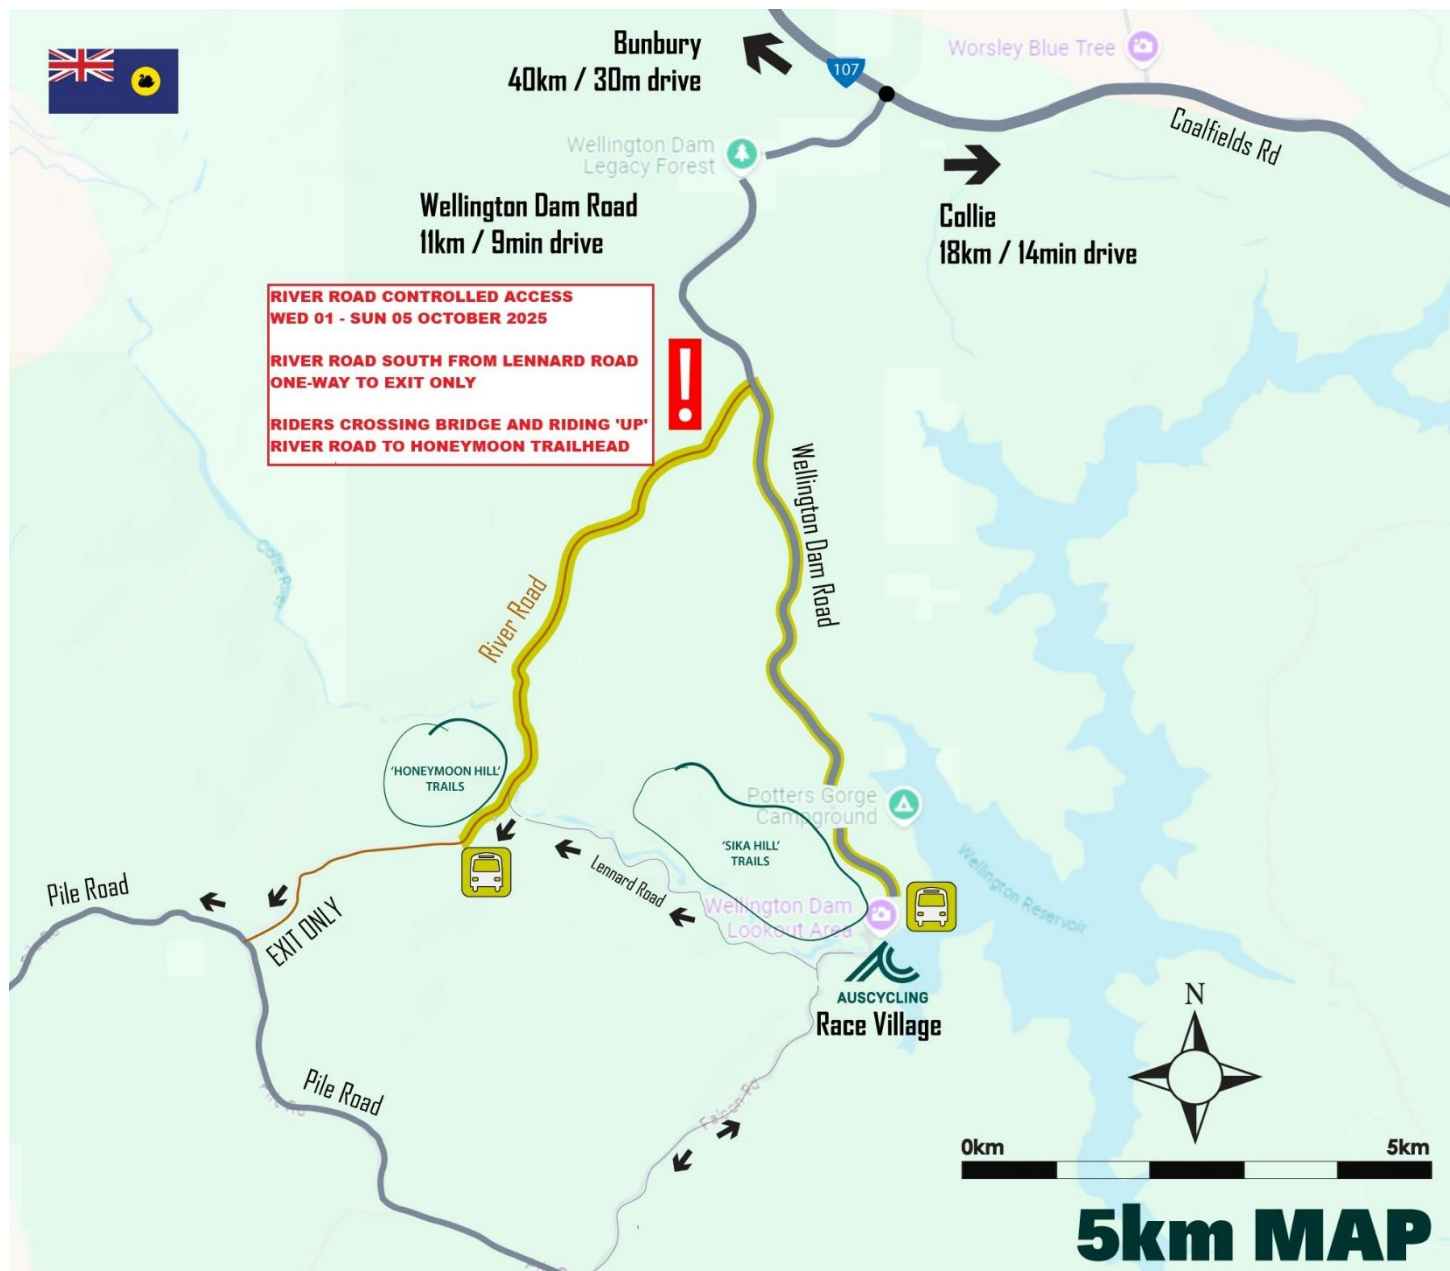 Bunbury
40km / 30m drive
107
Worsley Blue Tree
Coalfields Rd
Wellington Dam
Legacy Forest
Wellington Dam Road
11km / 9min drive
Collie
18km / 14min drive
RIVER ROAD CONTROLLED ACCESS
WED 01 - SUN 05 OCTOBER 2025
RIVER ROAD SOUTH FROM LENNARD ROAD
ONE-WAY TO EXIT ONLY
RIDERS CROSSING BRIDGE AND RIDING 'UP'
RIVER ROAD TO HONEYMOON TRAILHEAD
!
Wellington Dam Road
Collie River
River Road
'HONEYMOON HILL'
TRAILS
Potters Gorge
Campground
'SIKA HILL'
TRAILS
Lennard Road
Wellington Reservoir
Pile Road
EXIT ONLY
Wellington Dam
Lookout Area
AUSCYCLING
Race Village
N
Pile Road
Falcon Rd
0km
5km
5km MAP